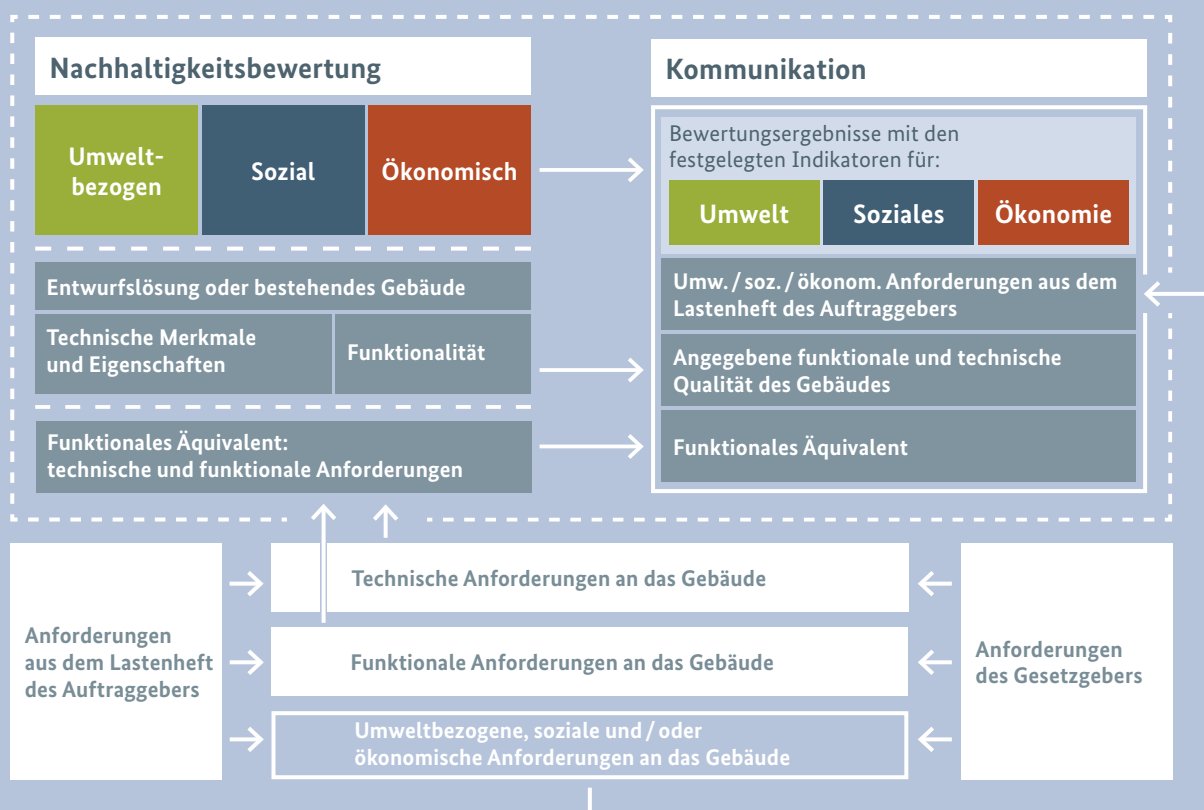 Nachhaltigkeitsbewertung
Umwelt-
bezogen
Sozial
Ökonomisch
Entwurfslösung oder bestehendes Gebäude
Technische Merkmale
und Eigenschaften
Funktionalität
Funktionales Äquivalent:
technische und funktionale Anforderungen
Kommunikation
Bewertungsergebnisse mit den
festgelegten Indikatoren für:
Umwelt
Soziales
Ökonomie
Umw. / soz. / ökonom. Anforderungen aus dem
Lastenheft des Auftraggebers
Angegebene funktionale und technische
Qualität des Gebäudes
Funktionales Äquivalent
Anforderungen
aus dem Lastenheft
des Auftraggebers
Technische Anforderungen an das Gebäude
Funktionale Anforderungen an das Gebäude
Umweltbezogene, soziale und / oder
ökonomische Anforderungen an das Gebäude
Anforderungen
des Gesetzgebers